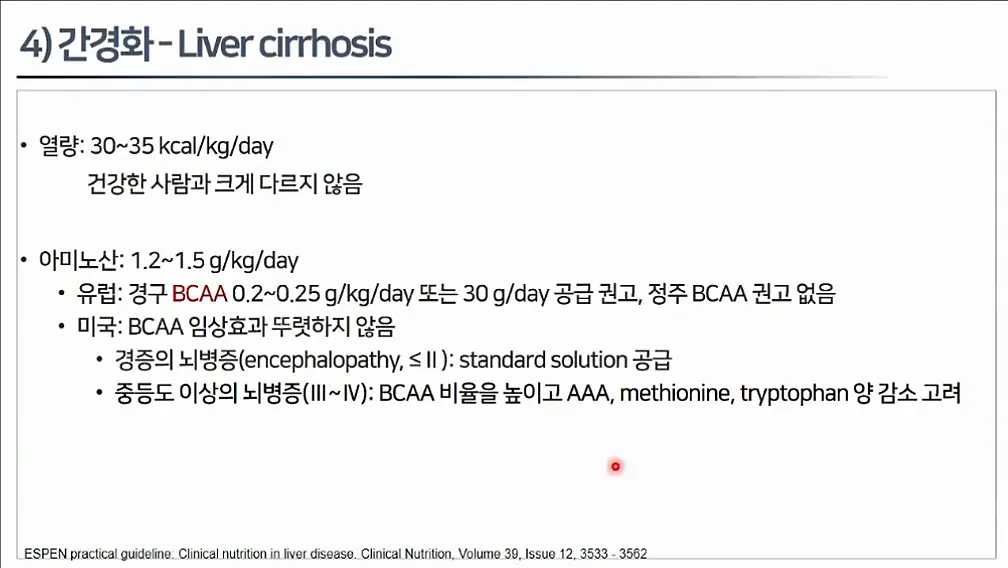 4) 간경화 - Liver cirrhosis
• 열량: 30~35 kcal/kg/day
건강한 사람과 크게 다르지 않음
• 아미노산: 1.2~1.5 g/kg/day
• 유럽: 경구 BCAA 0.2~0.25 g/kg/day 또는 30 g/day 공급 권고, 정주 BCAA 권고 없음
• 미국: BCAA 임상효과 뚜렷하지 않음
• 경증의 뇌병증(encephalopathy, ≤Ⅱ): standard solution 공급
• 중등도 이상의 뇌병증(Ⅲ~Ⅳ): BCAA 비율을 높이고 AAA, methionine, tryptophan 양 감소 고려
ESPEN practical guideline: Clinical nutrition in liver disease. Clinical Nutrition, Volume 39, Issue 12, 3533 - 3562